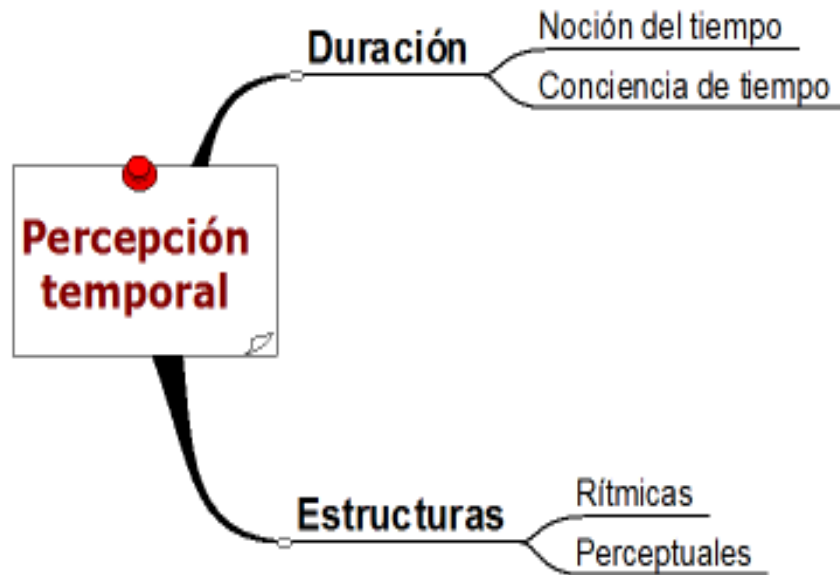 Duración
Noción del tiempo
Conciencia de tiempo
Percepción
temporal
Estructuras
Rítmicas
Perceptuales